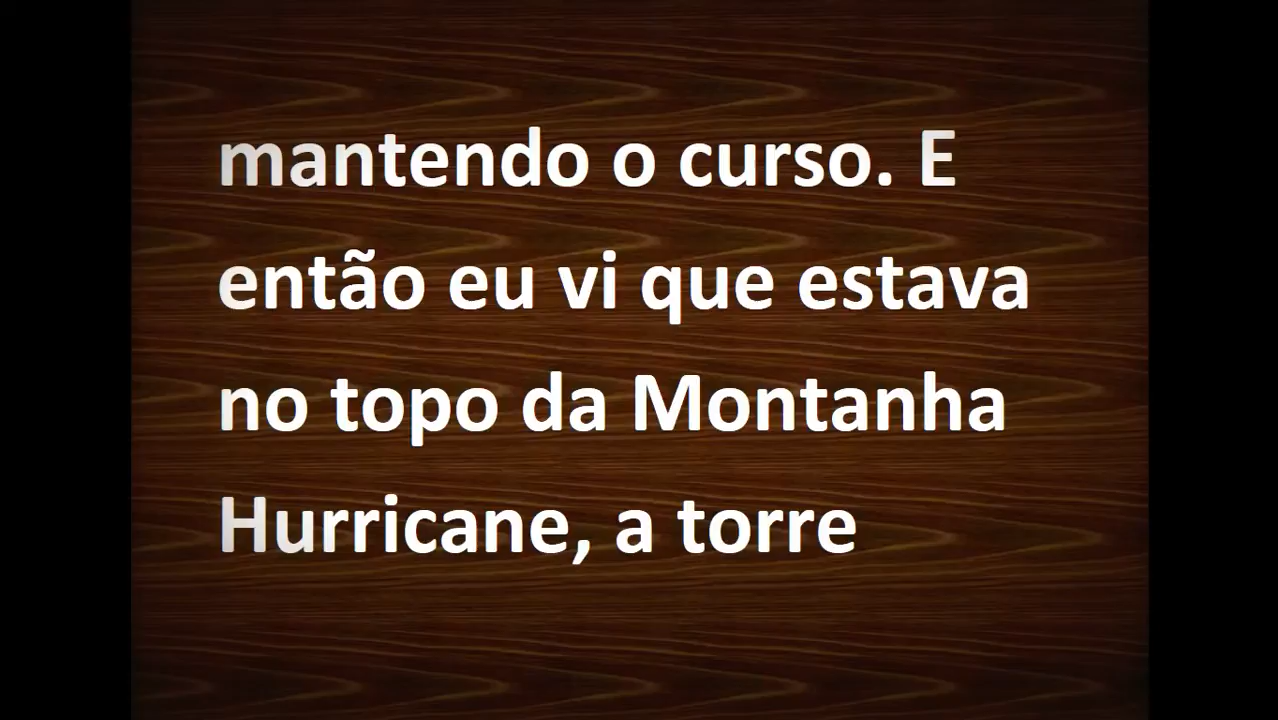 mantendo o curso. E
então eu vi que estava
no topo da Montanha
Hurricane, a torre